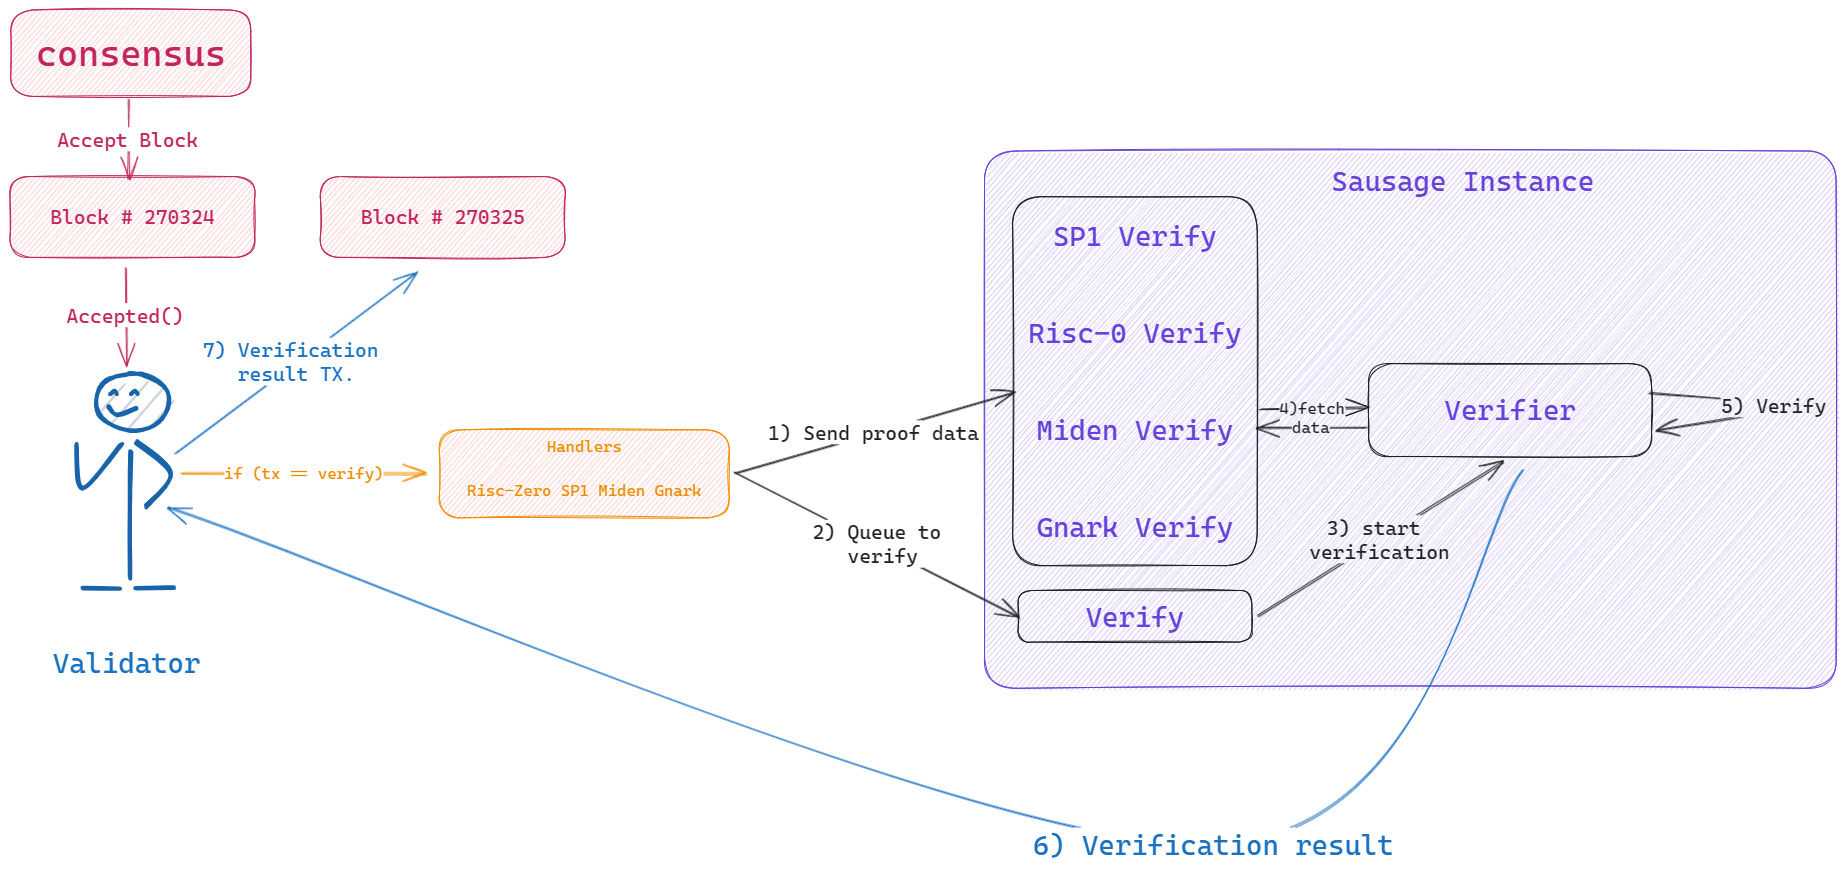 consensus
Accept Block
Block # 270324
Block # 270325
Accepted()
7) Verification
result TX.
if (tx == verify)
Handlers
Risc-Zero SP1 Miden Gnark
1) Send proof data
2) Queue to
verify
Sausage Instance
SP1 Verify
Risc-0 Verify
Miden Verify
Gnark Verify
Verify
4)fetch
data
Verifier
5) Verify
3) start
verification
Validator
6) Verification result